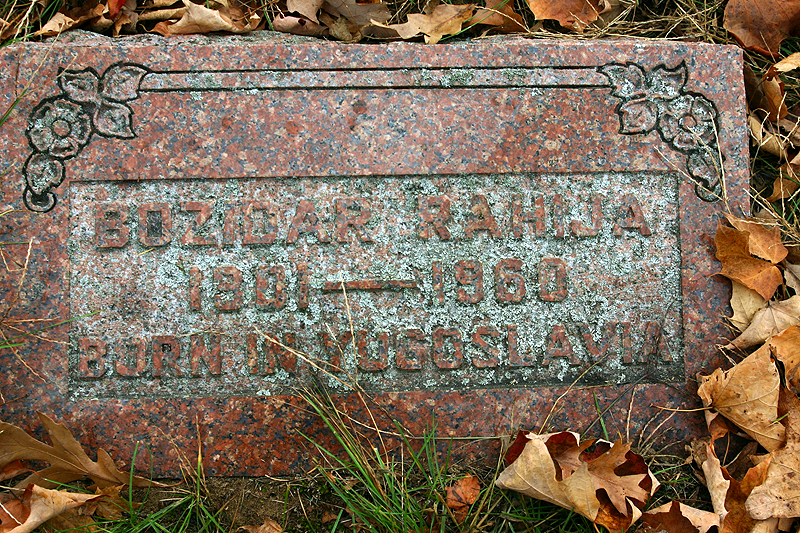 BOZIDAR RAHIJA
1901 — 1960
BORN IN YUGOSLAVIA